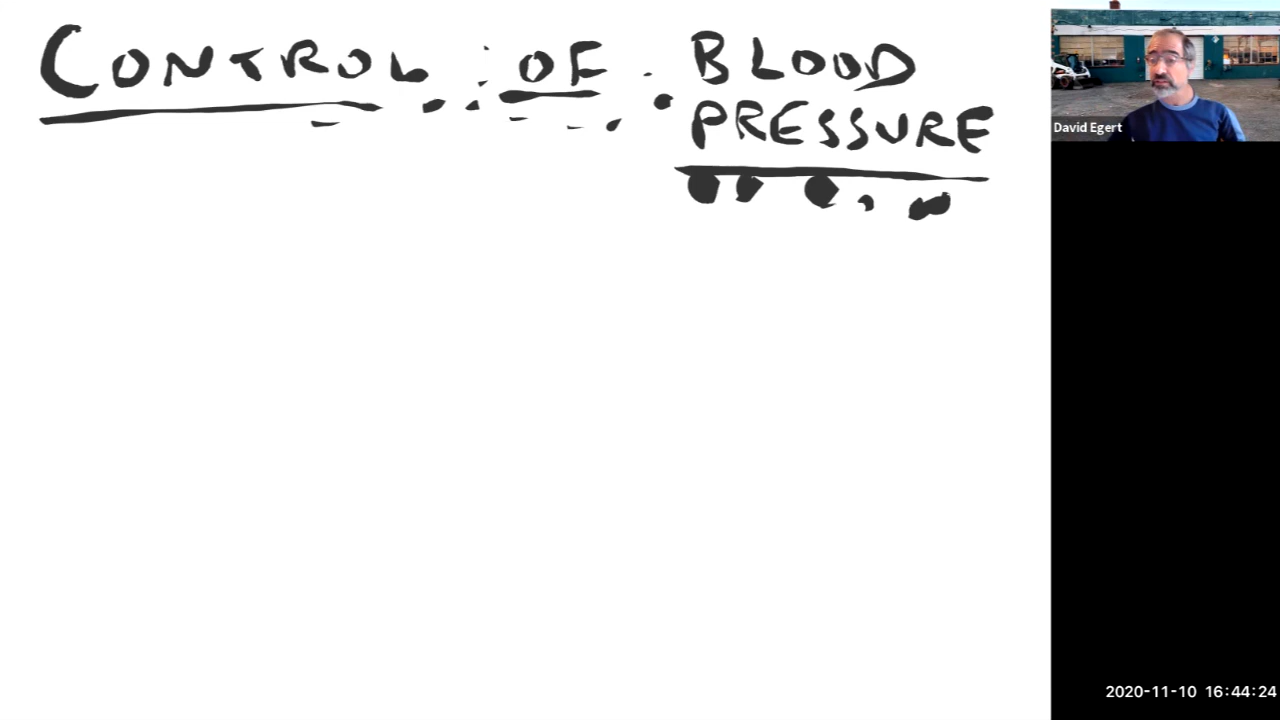 CONTROL OF BLOOD
PRESSURE
David Egert
2020-11-10 16:44:24